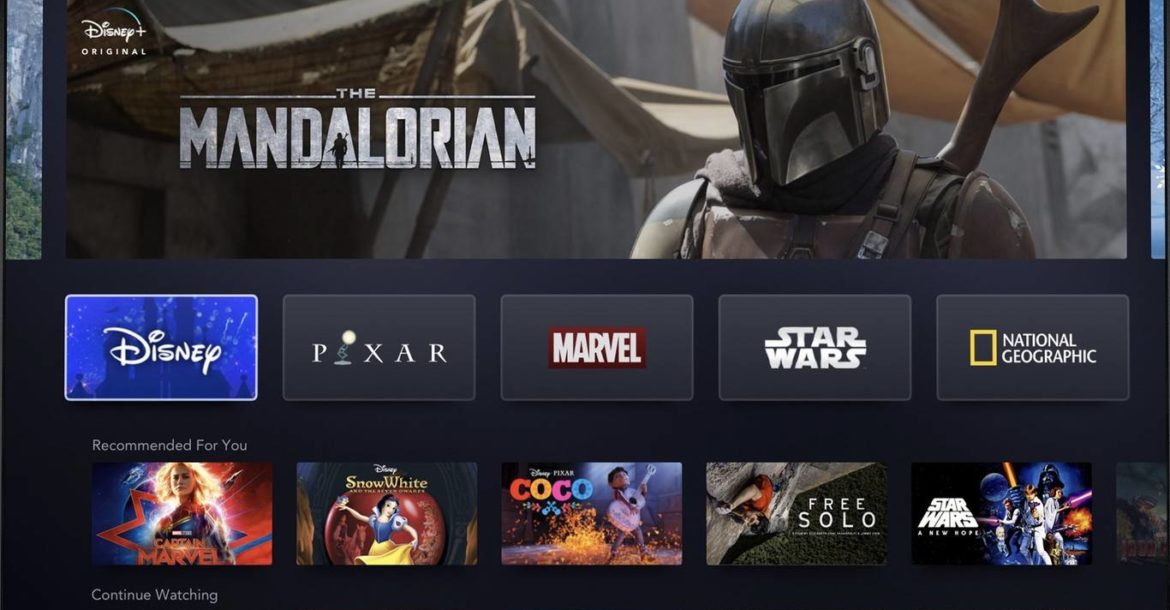 Disney+
ORIGINAL
THE
MANDALORIAN
Disney
PIXAR
MARVEL
STAR
WARS
NATIONAL
GEOGRAPHIC
Recommended For You
CAPTAIN
MARVEL
Disney
SNOW WHITE
AND THE SEVEN DWARFS
Disney PIXAR
COCO
FREE
SOLO
STAR
WARS
A NEW HOPE
Continue Watching